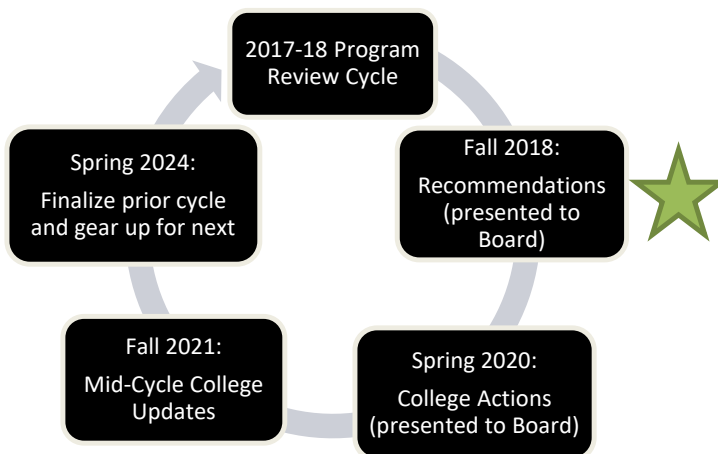 2017-18 Program
Review Cycle
Fall 2018:
Recommendations
(presented to
Board)
Spring 2020:
College Actions
(presented to Board)
Fall 2021:
Mid-Cycle College
Updates
Spring 2024:
Finalize prior cycle
and gear up for next